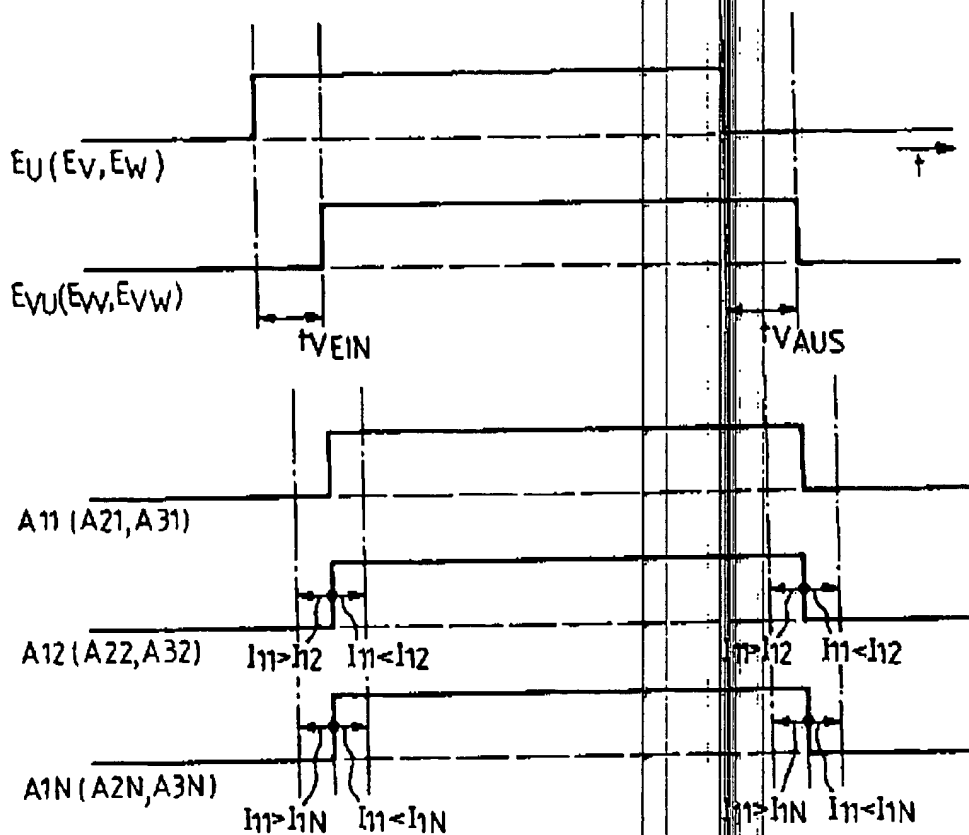 EU(EV,EW)
t
EVU(EVV,EVW)
tVEIN
tVAUS
A11 (A21,A31)
A12 (A22,A32)
I11>I12 I11<I12
I11>I12 I11<I12
A1N (A2N,A3N)
I11>I1N I11<I1N
I11>I1N I11<I1N